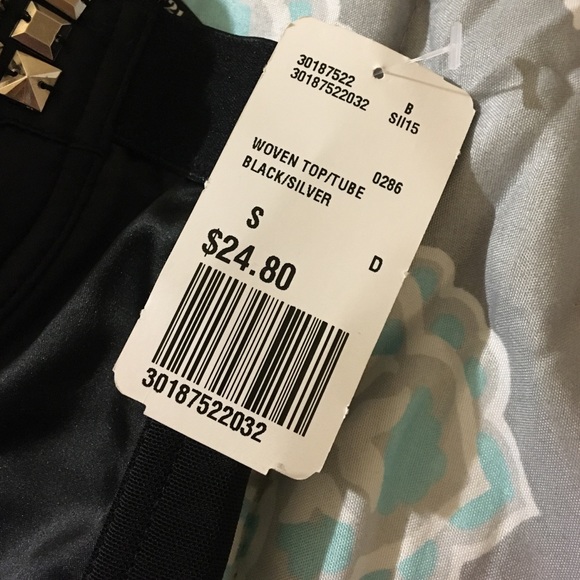 30187522
30187522032 B
SII15
WOVEN TOP/TUBE 0286
BLACK/SILVER
S
$24.80 D
30187522032